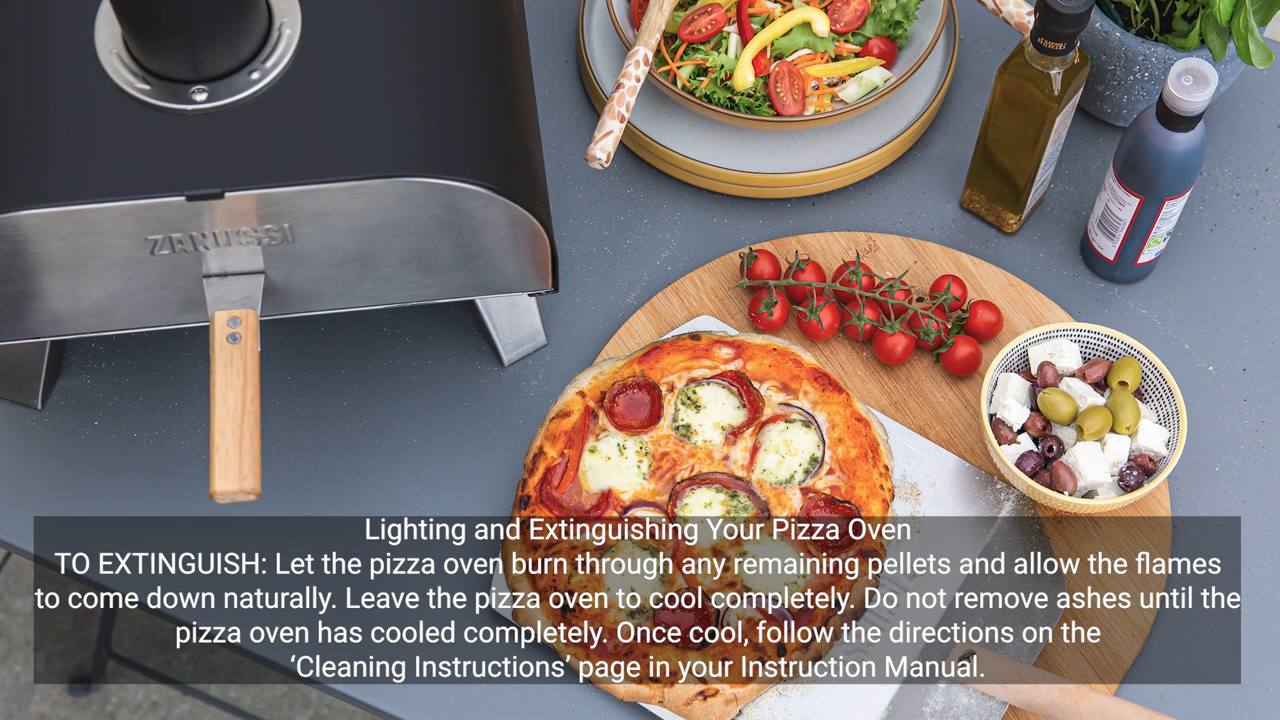 ZANUSSI
Lighting and Extinguishing Your Pizza Oven
TO EXTINGUISH: Let the pizza oven burn through any remaining pellets and allow the flames
to come down naturally. Leave the pizza oven to cool completely. Do not remove ashes until the
pizza oven has cooled completely. Once cool, follow the directions on the
‘Cleaning Instructions’ page in your Instruction Manual.